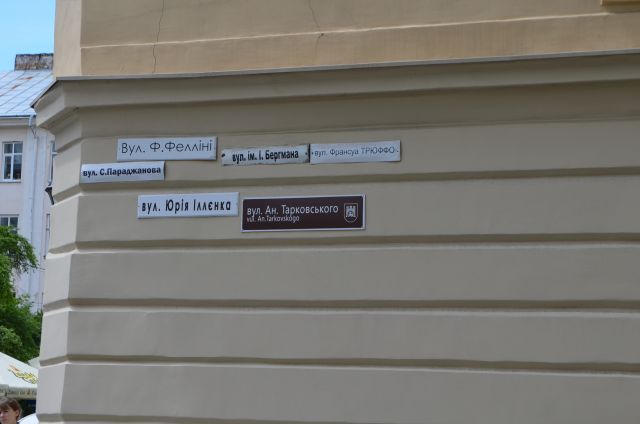 Вул. Ф.Фелліні
вул. ім. І. Бергмана
вул. Франсуа ТРЮФФО
вул. С.Параджанова
вул. Юрія Іллєнка
вул. Ан. Тарковського
vul. An.Tarkovskogo